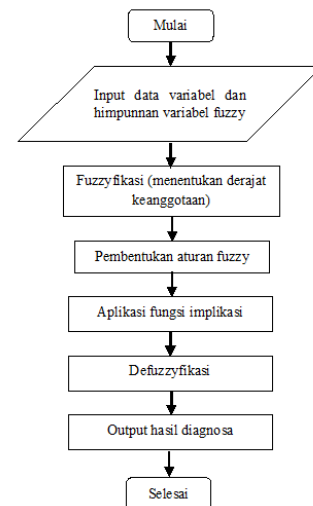 Mulai
Input data variabel dan
himpunnan variabel fuzzy
Fuzzyfikasi (menentukan derajat
keanggotaan)
Pembentukan aturan fuzzy
Aplikasi fungsi implikasi
Defuzzyfikasi
Output hasil diagnosa
Selesai